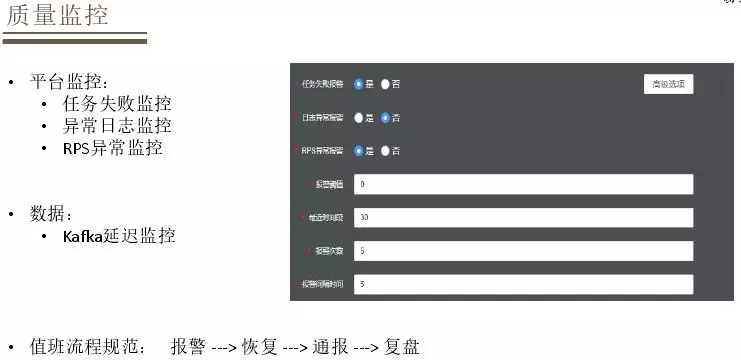 质量监控
• 平台监控：
• 任务失败监控
• 异常日志监控
• RPS异常监控
• 数据：
• Kafka延迟监控
* 任务失败报警 是 否 高级选项
* 日志异常报警 是 否
* RPS异常报警 是 否
* 报警阈值 0
* 最近时间段 30
* 报警次数 5
* 报警间隔时间 5
• 值班流程规范： 报警 ---> 恢复 ---> 通报 ---> 复盘